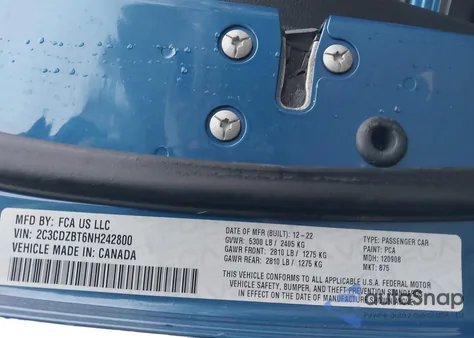 MFD BY: FCA US LLC
VIN: 2C3CDZBT6NH242800
VEHICLE MADE IN: CANADA
DATE OF MFR (BUILT): 12-22
GVWR: 5300 LB / 2405 KG
GAWR FRONT: 2810 LB / 1275 KG
GAWR REAR: 2810 LB / 1275 KG
TYPE: PASSENGER CAR
PAINT: PCA
MDH: 120908
MKT: 875
THIS VEHICLE CONFORMS TO ALL APPLICABLE U.S.A. FEDERAL MOTOR
VEHICLE SAFETY, BUMPER, AND THEFT PREVENTION STANDARDS
IN EFFECT ON THE DATE OF MANUFACTURE
autoSnap